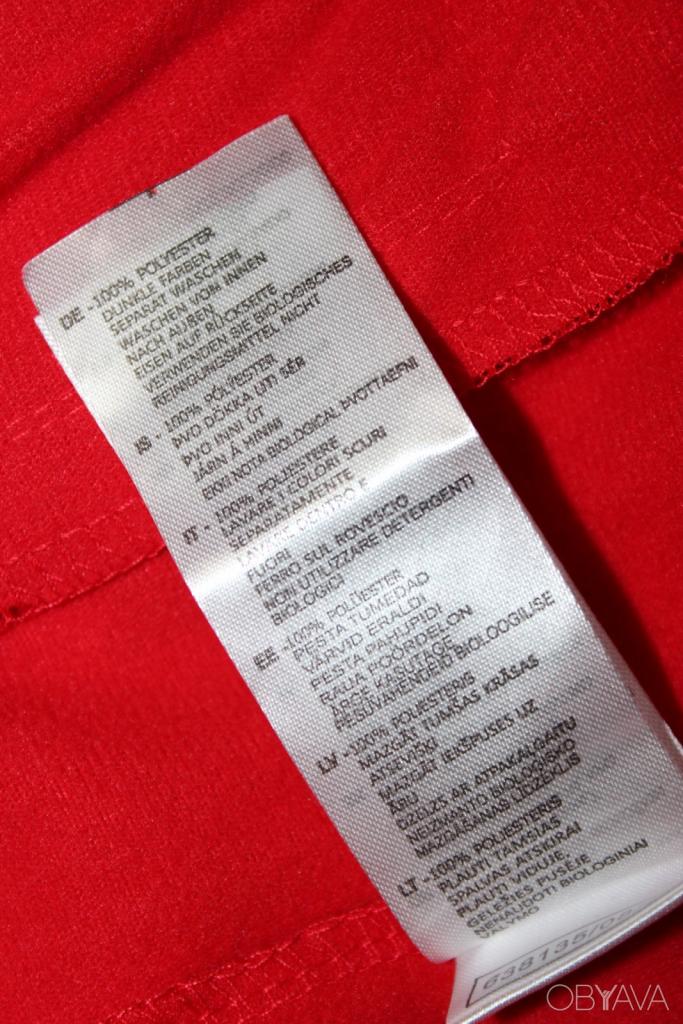 DE -100% POLYESTER
DUNKLE FARBEN
SEPARAT WASCHEN
WASCHEN VON INNEN
NACH AUßEN
EISEN AUF RÜCKSEITE
VERWENDEN SIE BIOLOGISCHES
REINIGUNGSMITTEL NICHT
IS - 100% PÓLÝESTER
ÞVO DÖKKA LITI SÉR
ÞVO INNI ÚT
JÁRN Á HINNI
EKKI NOTA BIOLOGICAL ÞVOTTAEFNI
IT - 100% POLIESTERE
LAVARE I COLORI SCURI
SEPARATAMENTE
LAVARE DENTRO E
FUORI
FERRO SUL ROVESCIO
NON UTILIZZARE DETERGENTI
BIOLOGICI
EE -100% POLÜESTER
PESTA TUMEDAD
VÄRVID ERALDI
PESTA PAHUPIDI
RAUA PÖÖRDELON
ÄRGE KASUTAGE
PESUVAHENDEID BIOLOOGILISE
LV -100% POLIESTERIS
MAZGĀT TUMŠAS KRĀSAS
ATSEVIŠĶI
MAZGĀT IEKŠPUSES UZ
ĀRU
DZELZS AR ATPAKAĻGAITU
NEIZMANTO BIOLOĢISKO
MAZGĀŠANAS LĪDZEKLIS
LT -100% POLIESTERIS
PLAUTI TAMSIAS
SPALVAS ATSKIRAI
PLAUTI VIDUJE
GELEŽIES PUSĖJE
NENAUDOTI BIOLOGINIAI
VALYMO
638135/0
OBYAVA